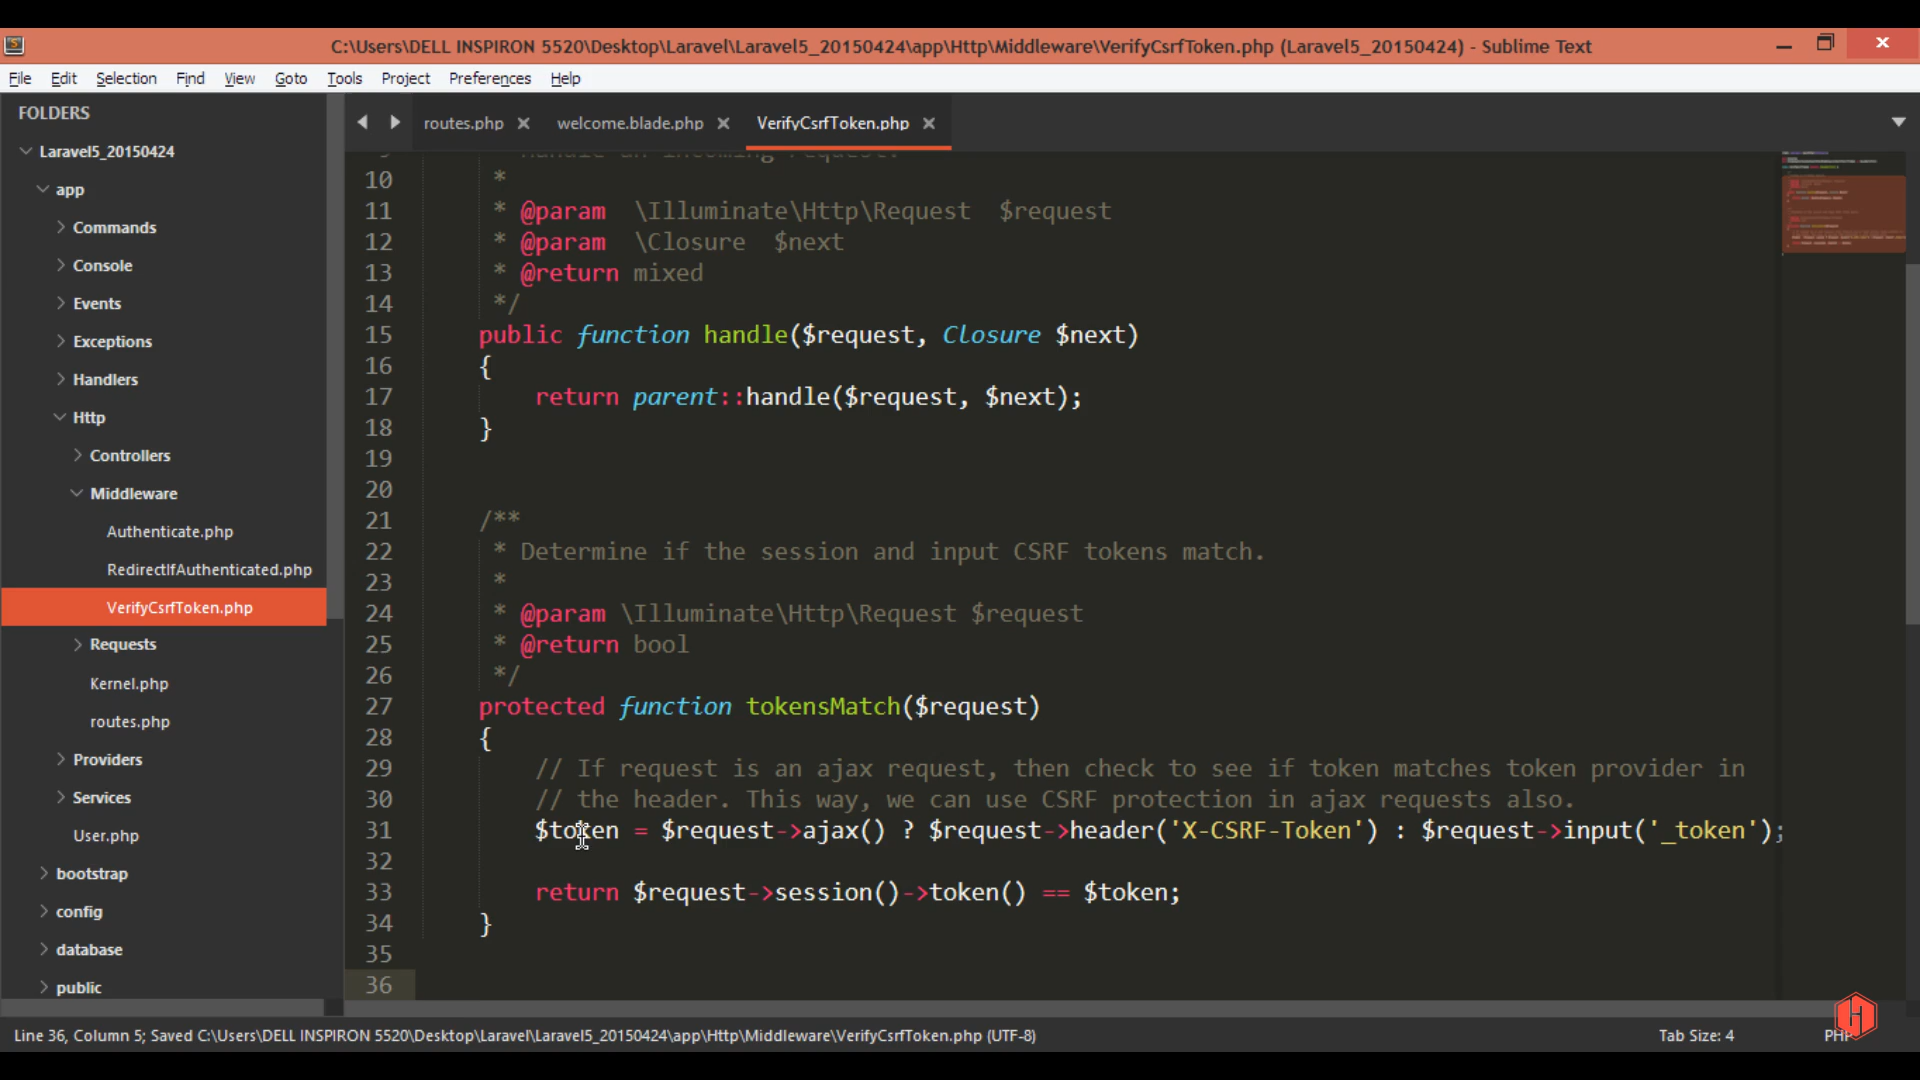 C:\Users\DELL INSPIRON 5520\Desktop\Laravel\Laravel5_20150424\app\Http\Middleware\VerifyCsrfToken.php (Laravel5_20150424) - Sublime Text
File Edit Selection Find View Goto Tools Project Preferences Help
FOLDERS
Laravel5_20150424
app
Commands
Console
Events
Exceptions
Handlers
Http
Controllers
Middleware
Authenticate.php
RedirectIfAuthenticated.php
VerifyCsrfToken.php
Requests
Kernel.php
routes.php
Providers
Services
User.php
bootstrap
config
database
public
routes.php welcome.blade.php VerifyCsrfToken.php
9 * Handle an incoming request.
10 *
11 * @param \Illuminate\Http\Request $request
12 * @param \Closure $next
13 * @return mixed
14 */
15 public function handle($request, Closure $next)
16 {
17 return parent::handle($request, $next);
18 }
19
20
21 /**
22 * Determine if the session and input CSRF tokens match.
23 *
24 * @param \Illuminate\Http\Request $request
25 * @return bool
26 */
27 protected function tokensMatch($request)
28 {
29 // If request is an ajax request, then check to see if token matches token provider in
30 // the header. This way, we can use CSRF protection in ajax requests also.
31 $token = $request->ajax() ? $request->header('X-CSRF-Token') : $request->input('_token');
32
33 return $request->session()->token() == $token;
34 }
35
36
Line 36, Column 5; Saved C:\Users\DELL INSPIRON 5520\Desktop\Laravel\Laravel5_20150424\app\Http\Middleware\VerifyCsrfToken.php (UTF-8) Tab Size: 4 PHP